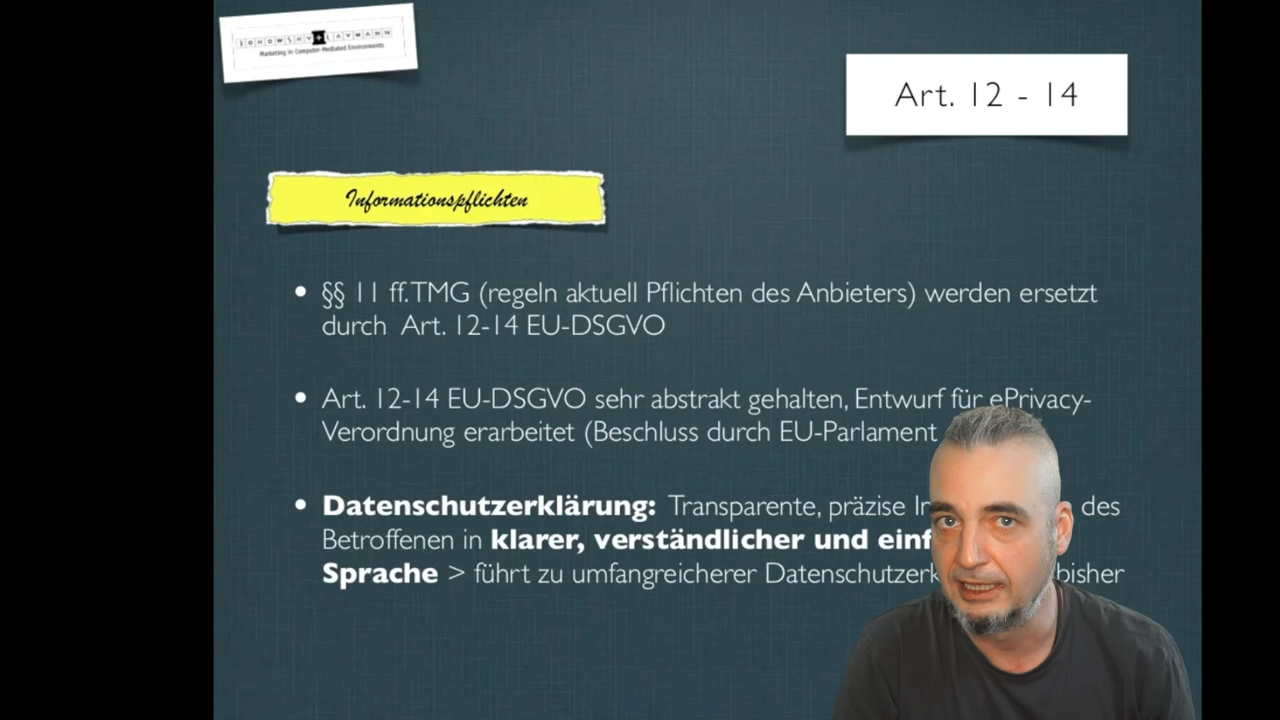 Marketing in Computer-Mediated Environments
Art. 12 - 14
Informationspflichten
• §§ 11 ff. TMG (regeln aktuell Pflichten des Anbieters) werden ersetzt
durch Art. 12-14 EU-DSGVO
• Art. 12-14 EU-DSGVO sehr abstrakt gehalten, Entwurf für ePrivacy-
Verordnung erarbeitet (Beschluss durch EU-Parlament
• Datenschutzerklärung: Transparente, präzise des
Betroffenen in klarer, verständlicher und
Sprache > führt zu umfangreicherer bisher